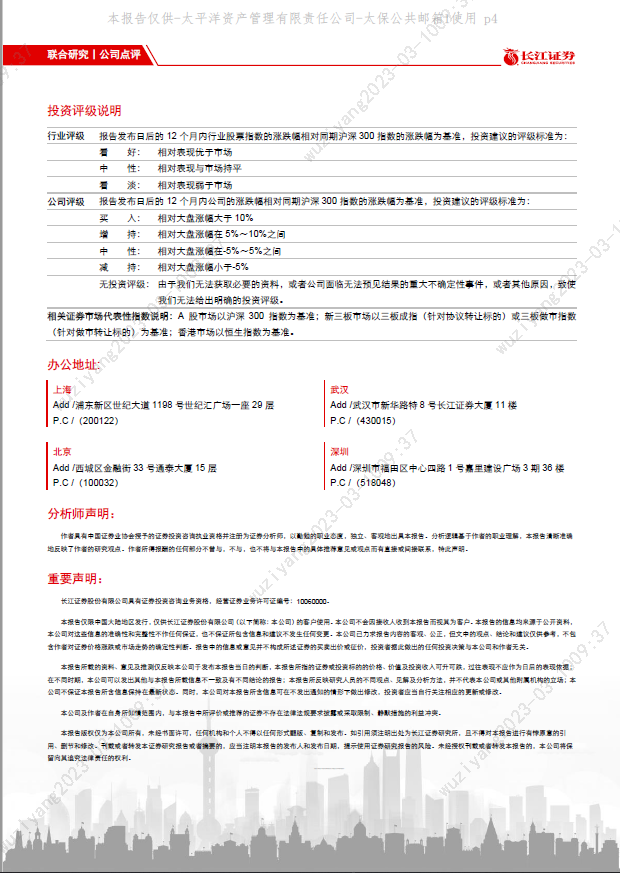 本报告仅供-太平洋资产管理有限责任公司-太保公共邮箱1使用 p4
联合研究丨公司点评
长江证券
CHANGJIANG SECURITIES
投资评级说明
行业评级 报告发布日后的 12 个月内行业股票指数的涨跌幅相对同期沪深 300 指数的涨跌幅为基准，投资建议的评级标准为：
看 好： 相对表现优于市场
中 性： 相对表现与市场持平
看 淡： 相对表现弱于市场
公司评级 报告发布日后的 12 个月内公司的涨跌幅相对同期沪深 300 指数的涨跌幅为基准，投资建议的评级标准为：
买 入： 相对大盘涨幅大于 10%
增 持： 相对大盘涨幅在 5%～10%之间
中 性： 相对大盘涨幅在-5%～5%之间
减 持： 相对大盘涨幅小于-5%
无投资评级： 由于我们无法获取必要的资料，或者公司面临无法预见结果的重大不确定性事件，或者其他原因，致使
我们无法给出明确的投资评级。
相关证券市场代表性指数说明：A 股市场以沪深 300 指数为基准；新三板市场以三板成指（针对协议转让标的）或三板做市指数
（针对做市转让标的）为基准；香港市场以恒生指数为基准。
办公地址:
上海
Add /浦东新区世纪大道 1198 号世纪汇广场一座 29 层
P.C /（200122）
武汉
Add /武汉市新华路特 8 号长江证券大厦 11 楼
P.C /（430015）
北京
Add /西城区金融街 33 号通泰大厦 15 层
P.C /（100032）
深圳
Add /深圳市福田区中心四路 1 号嘉里建设广场 3 期 36 楼
P.C /（518048）
分析师声明：
作者具有中国证券业协会授予的证券投资咨询执业资格并注册为证券分析师，以勤勉的职业态度，独立、客观地出具本报告。分析逻辑基于作者的职业理解，本报告清晰准确
地反映了作者的研究观点。作者所得报酬的任何部分不曾与，不与，也不将与本报告中的具体推荐意见或观点而有直接或间接联系，特此声明。
重要声明：
长江证券股份有限公司具有证券投资咨询业务资格，经营证券业务许可证编号：10060000。
本报告仅限中国大陆地区发行，仅供长江证券股份有限公司（以下简称：本公司）的客户使用。本公司不会因接收人收到本报告而视其为客户。本报告的信息均来源于公开资料，
本公司对这些信息的准确性和完整性不作任何保证，也不保证所包含信息和建议不发生任何变更。本公司已力求报告内容的客观、公正，但文中的观点、结论和建议仅供参考，不包
含作者对证券价格涨跌或市场走势的确定性判断。报告中的信息或意见并不构成所述证券的买卖出价或征价，投资者据此做出的任何投资决策与本公司和作者无关。
本报告所载的资料、意见及推测仅反映本公司于发布本报告当日的判断，本报告所指的证券或投资标的的价格、价值及投资收入可升可跌，过往表现不应作为日后的表现依据；
在不同时期，本公司可以发出其他与本报告所载信息不一致及有不同结论的报告；本报告所反映研究人员的不同观点、见解及分析方法，并不代表本公司或其他附属机构的立场；本
公司不保证本报告所含信息保持在最新状态。同时，本公司对本报告所含信息可在不发出通知的情形下做出修改，投资者应当自行关注相应的更新或修改。
本公司及作者在自身所知情范围内，与本报告中所评价或推荐的证券不存在法律法规要求披露或采取限制、静默措施的利益冲突。
本报告版权仅为本公司所有，未经书面许可，任何机构和个人不得以任何形式翻版、复制和发布。如引用须注明出处为长江证券研究所，且不得对本报告进行有悖原意的引
用、删节和修改。刊载或者转发本证券研究报告或者摘要的，应当注明本报告的发布人和发布日期，提示使用证券研究报告的风险。未经授权刊载或者转发本报告的，本公司将保
留向其追究法律责任的权利。
wuziyang2023-03-1009:37
wuziyang2023-03-1
wuziyang2023-03-1009:37
wuziyang2023-03-1009:37
wuziyang2023-03-1009:37